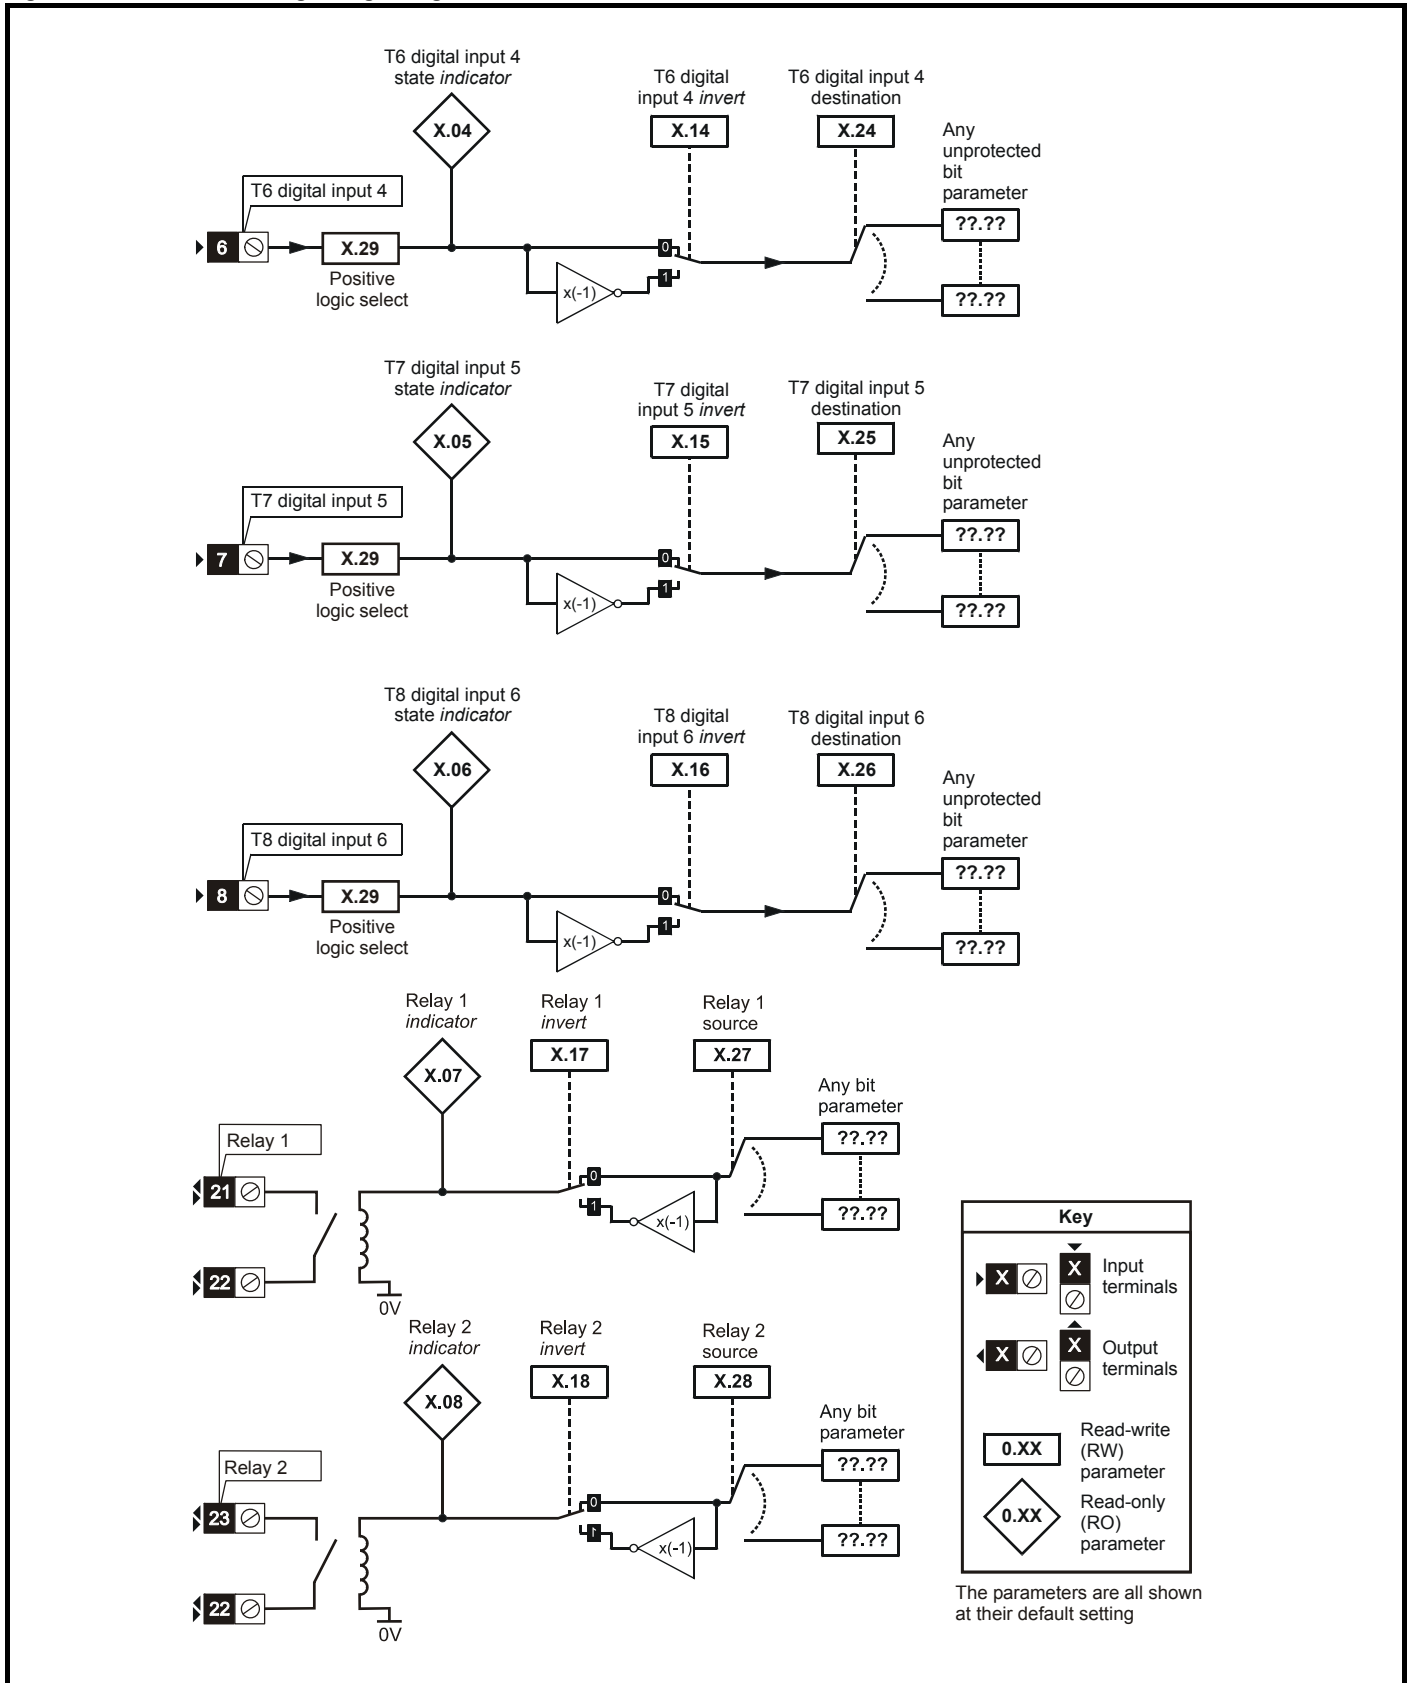 T6 digital input 4
state indicator
T6 digital
input 4 invert
T6 digital input 4
destination
X.04
X.14
X.24
Any
unprotected
bit
parameter
T6 digital input 4
??.??
6
X.29
0
1
Positive
logic select
x(-1)
??.??
T7 digital input 5
state indicator
T7 digital
input 5 invert
T7 digital input 5
destination
X.05
X.15
X.25
Any
unprotected
bit
parameter
T7 digital input 5
??.??
7
X.29
0
1
Positive
logic select
x(-1)
??.??
T8 digital input 6
state indicator
T8 digital
input 6 invert
T8 digital input 6
destination
X.06
X.16
X.26
Any
unprotected
bit
parameter
T8 digital input 6
??.??
8
X.29
0
1
Positive
logic select
x(-1)
??.??
Relay 1
indicator
Relay 1
invert
Relay 1
source
X.07
X.17
X.27
Any bit
parameter
Relay 1
??.??
21
0
1
x(-1)
??.??
22
0V
Relay 2
indicator
Relay 2
invert
Relay 2
source
X.08
X.18
X.28
Any bit
parameter
Relay 2
??.??
23
0
1
x(-1)
??.??
22
0V
Key
X
X
Input
terminals
X
X
Output
terminals
0.XX
Read-write
(RW)
parameter
0.XX
Read-only
(RO)
parameter
The parameters are all shown
at their default setting